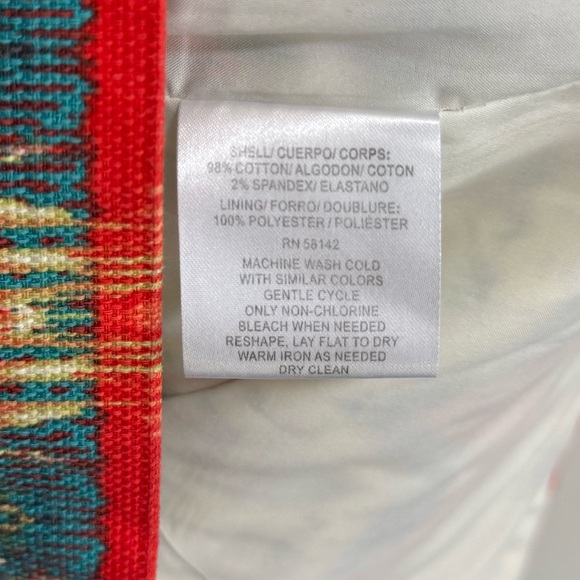 SHELL/ CUERPO/ CORPS:
98% COTTON/ ALGODON/ COTON
2% SPANDEX/ ELASTANO
LINING/ FORRO/ DOUBLURE:
100% POLYESTER / POLIÉSTER
RN 58142
MACHINE WASH COLD
WITH SIMILAR COLORS
GENTLE CYCLE
ONLY NON-CHLORINE
BLEACH WHEN NEEDED
RESHAPE, LAY FLAT TO DRY
WARM IRON AS NEEDED
DRY CLEAN